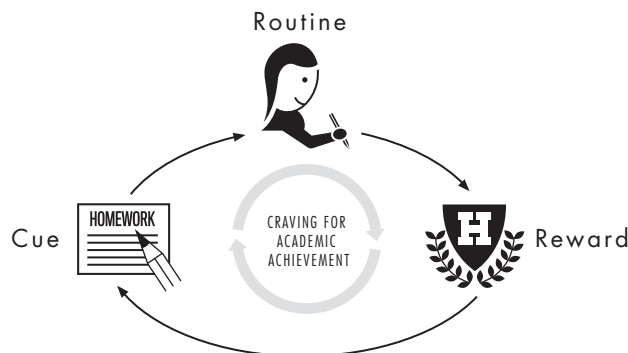 Routine
HOMEWORK
Cue
CRAVING FOR
ACADEMIC
ACHIEVEMENT
H
Reward